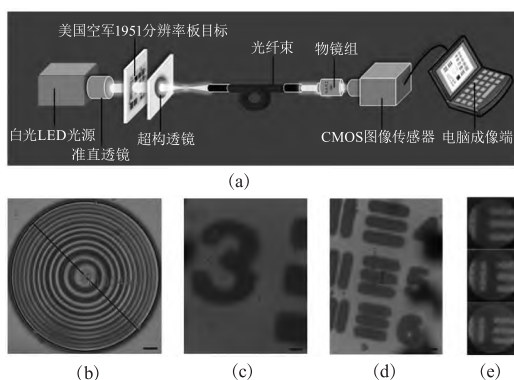 美国空军1951分辨率板目标
光纤束
物镜组
白光LED光源
准直透镜
超构透镜
CMOS图像传感器
电脑成像端
(a)
3
(b)
(c)
(d)
(e)